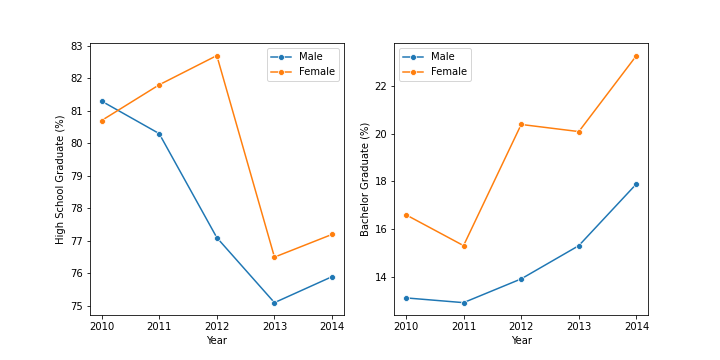 High School Graduate (%)
83
82
81
80
79
78
77
76
75
Male
Female
2010 2011 2012 2013 2014
Year
Bachelor Graduate (%)
22
20
18
16
14
Male
Female
2010 2011 2012 2013 2014
Year